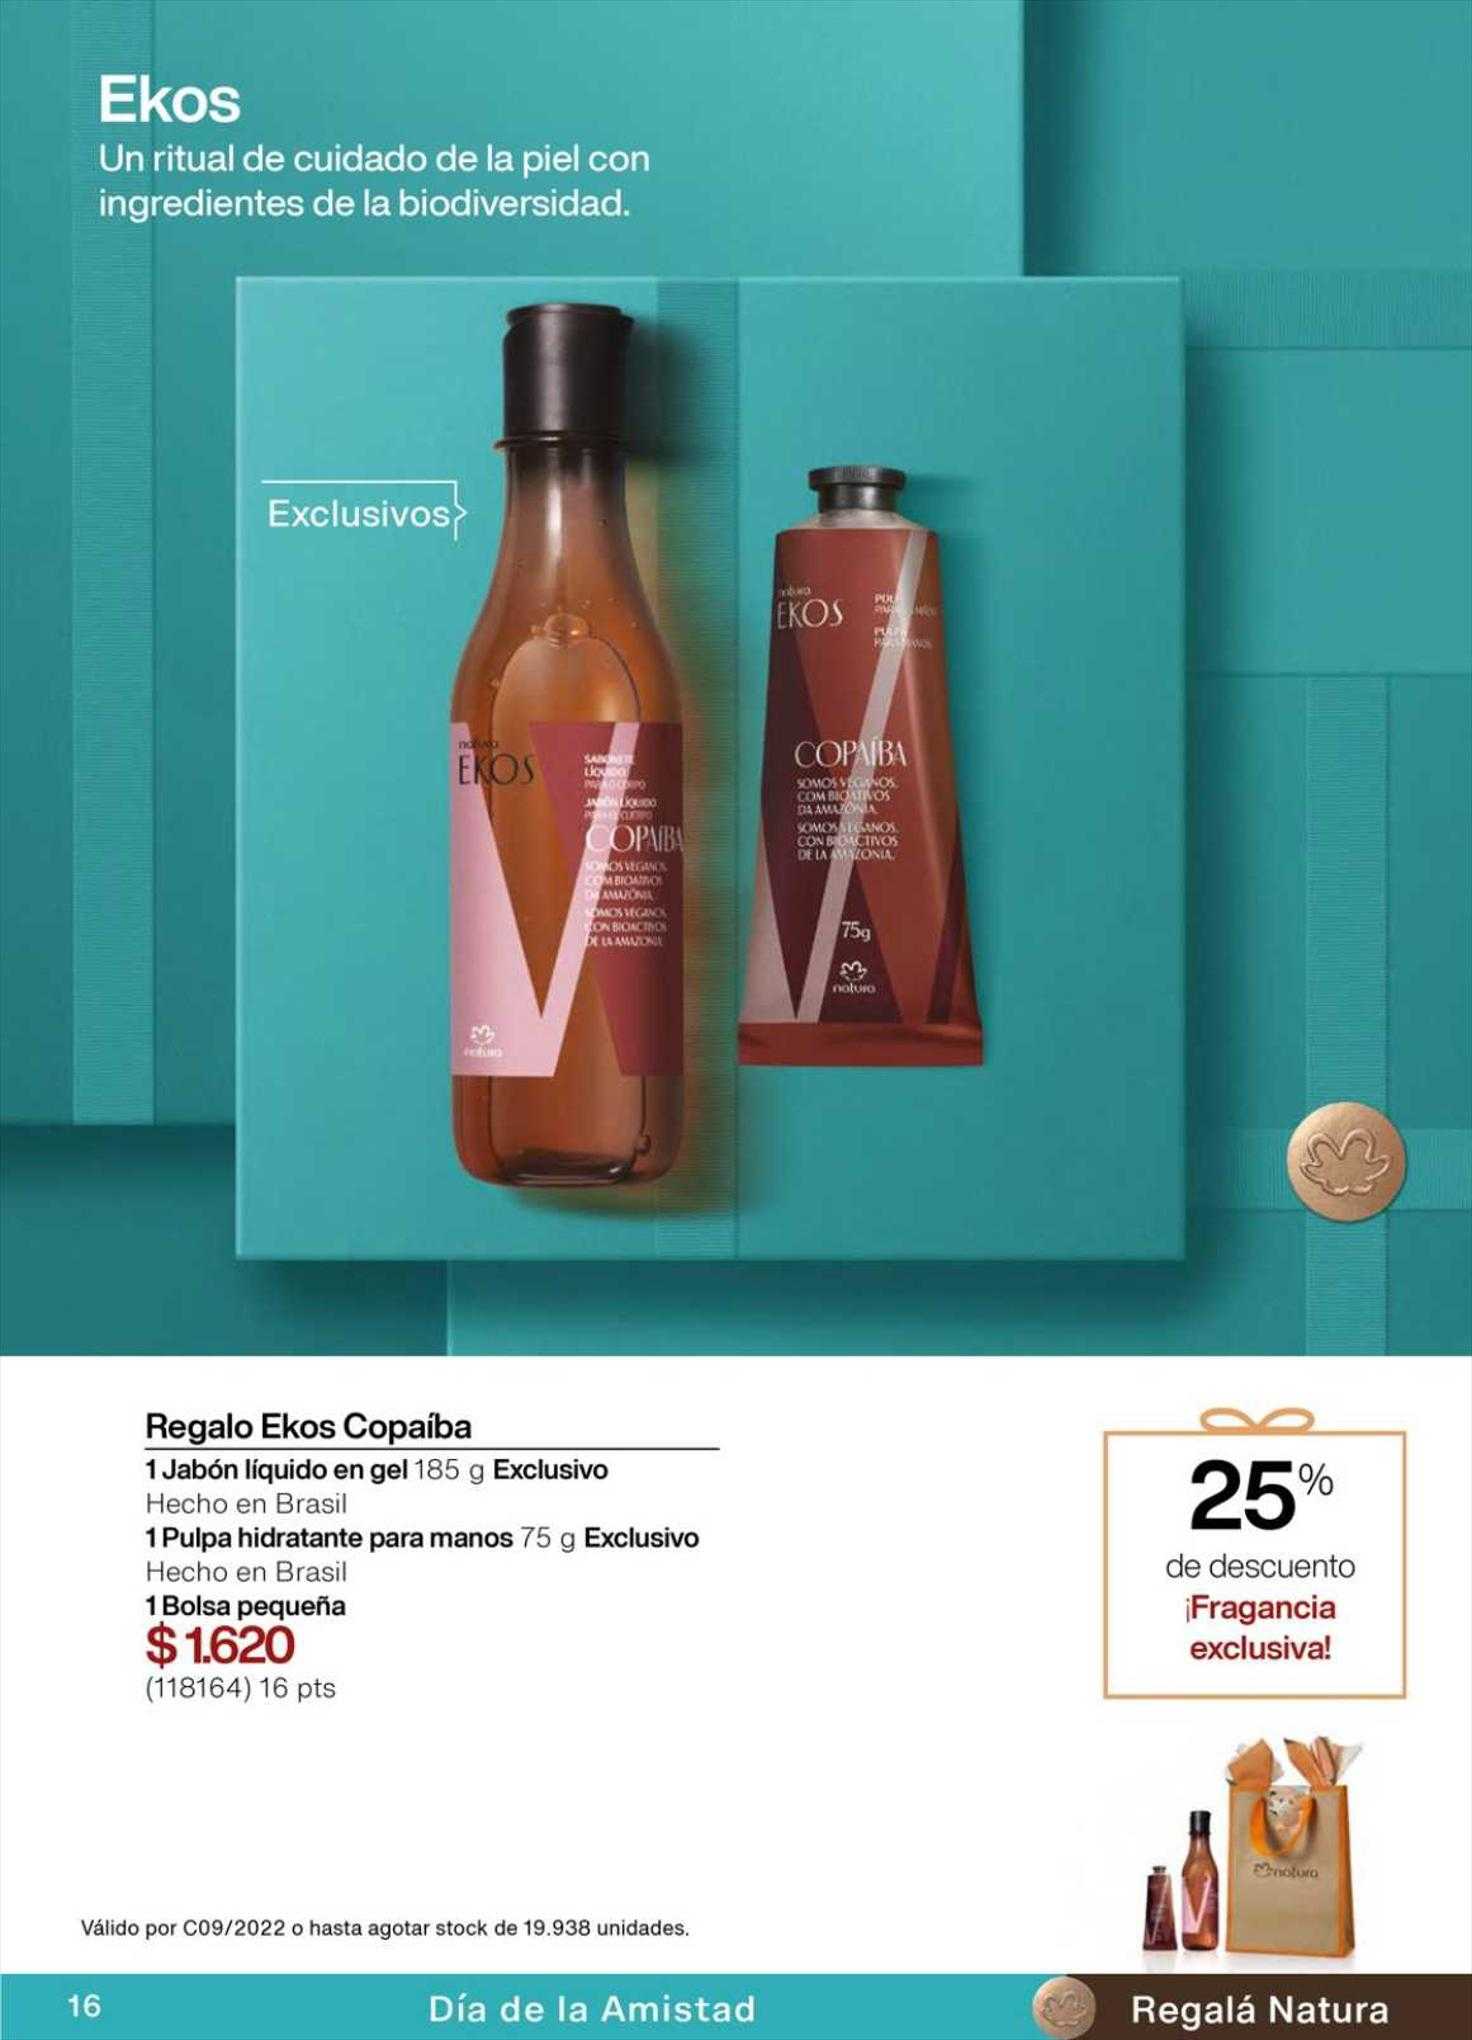 Ekos
Un ritual de cuidado de la piel con
ingredientes de la biodiversidad.
Exclusivos
natura
EKOS
SABONETE
LÍQUIDO
PARA O CORPO
JABÓN LÍQUIDO
PARA EL CUERPO
COPAÍBA
SOMOS VEGANOS,
COM BIOATIVOS
DA AMAZÔNIA.
SOMOS VEGANOS,
CON BIOACTIVOS
DE LA AMAZONIA.
natura
natura
EKOS
COPAÍBA
SOMOS VEGANOS,
COM BIOATIVOS
DA AMAZÔNIA.
SOMOS VEGANOS,
CON BIOACTIVOS
DE LA AMAZONIA.
75g
natura
Regalo Ekos Copaíba
1 Jabón líquido en gel 185 g Exclusivo
Hecho en Brasil
1 Pulpa hidratante para manos 75 g Exclusivo
Hecho en Brasil
1 Bolsa pequeña
$ 1.620
(118164) 16 pts
25%
de descuento
¡Fragancia
exclusiva!
natura
Válido por C09/2022 o hasta agotar stock de 19.938 unidades.
16
Día de la Amistad
Regalá Natura